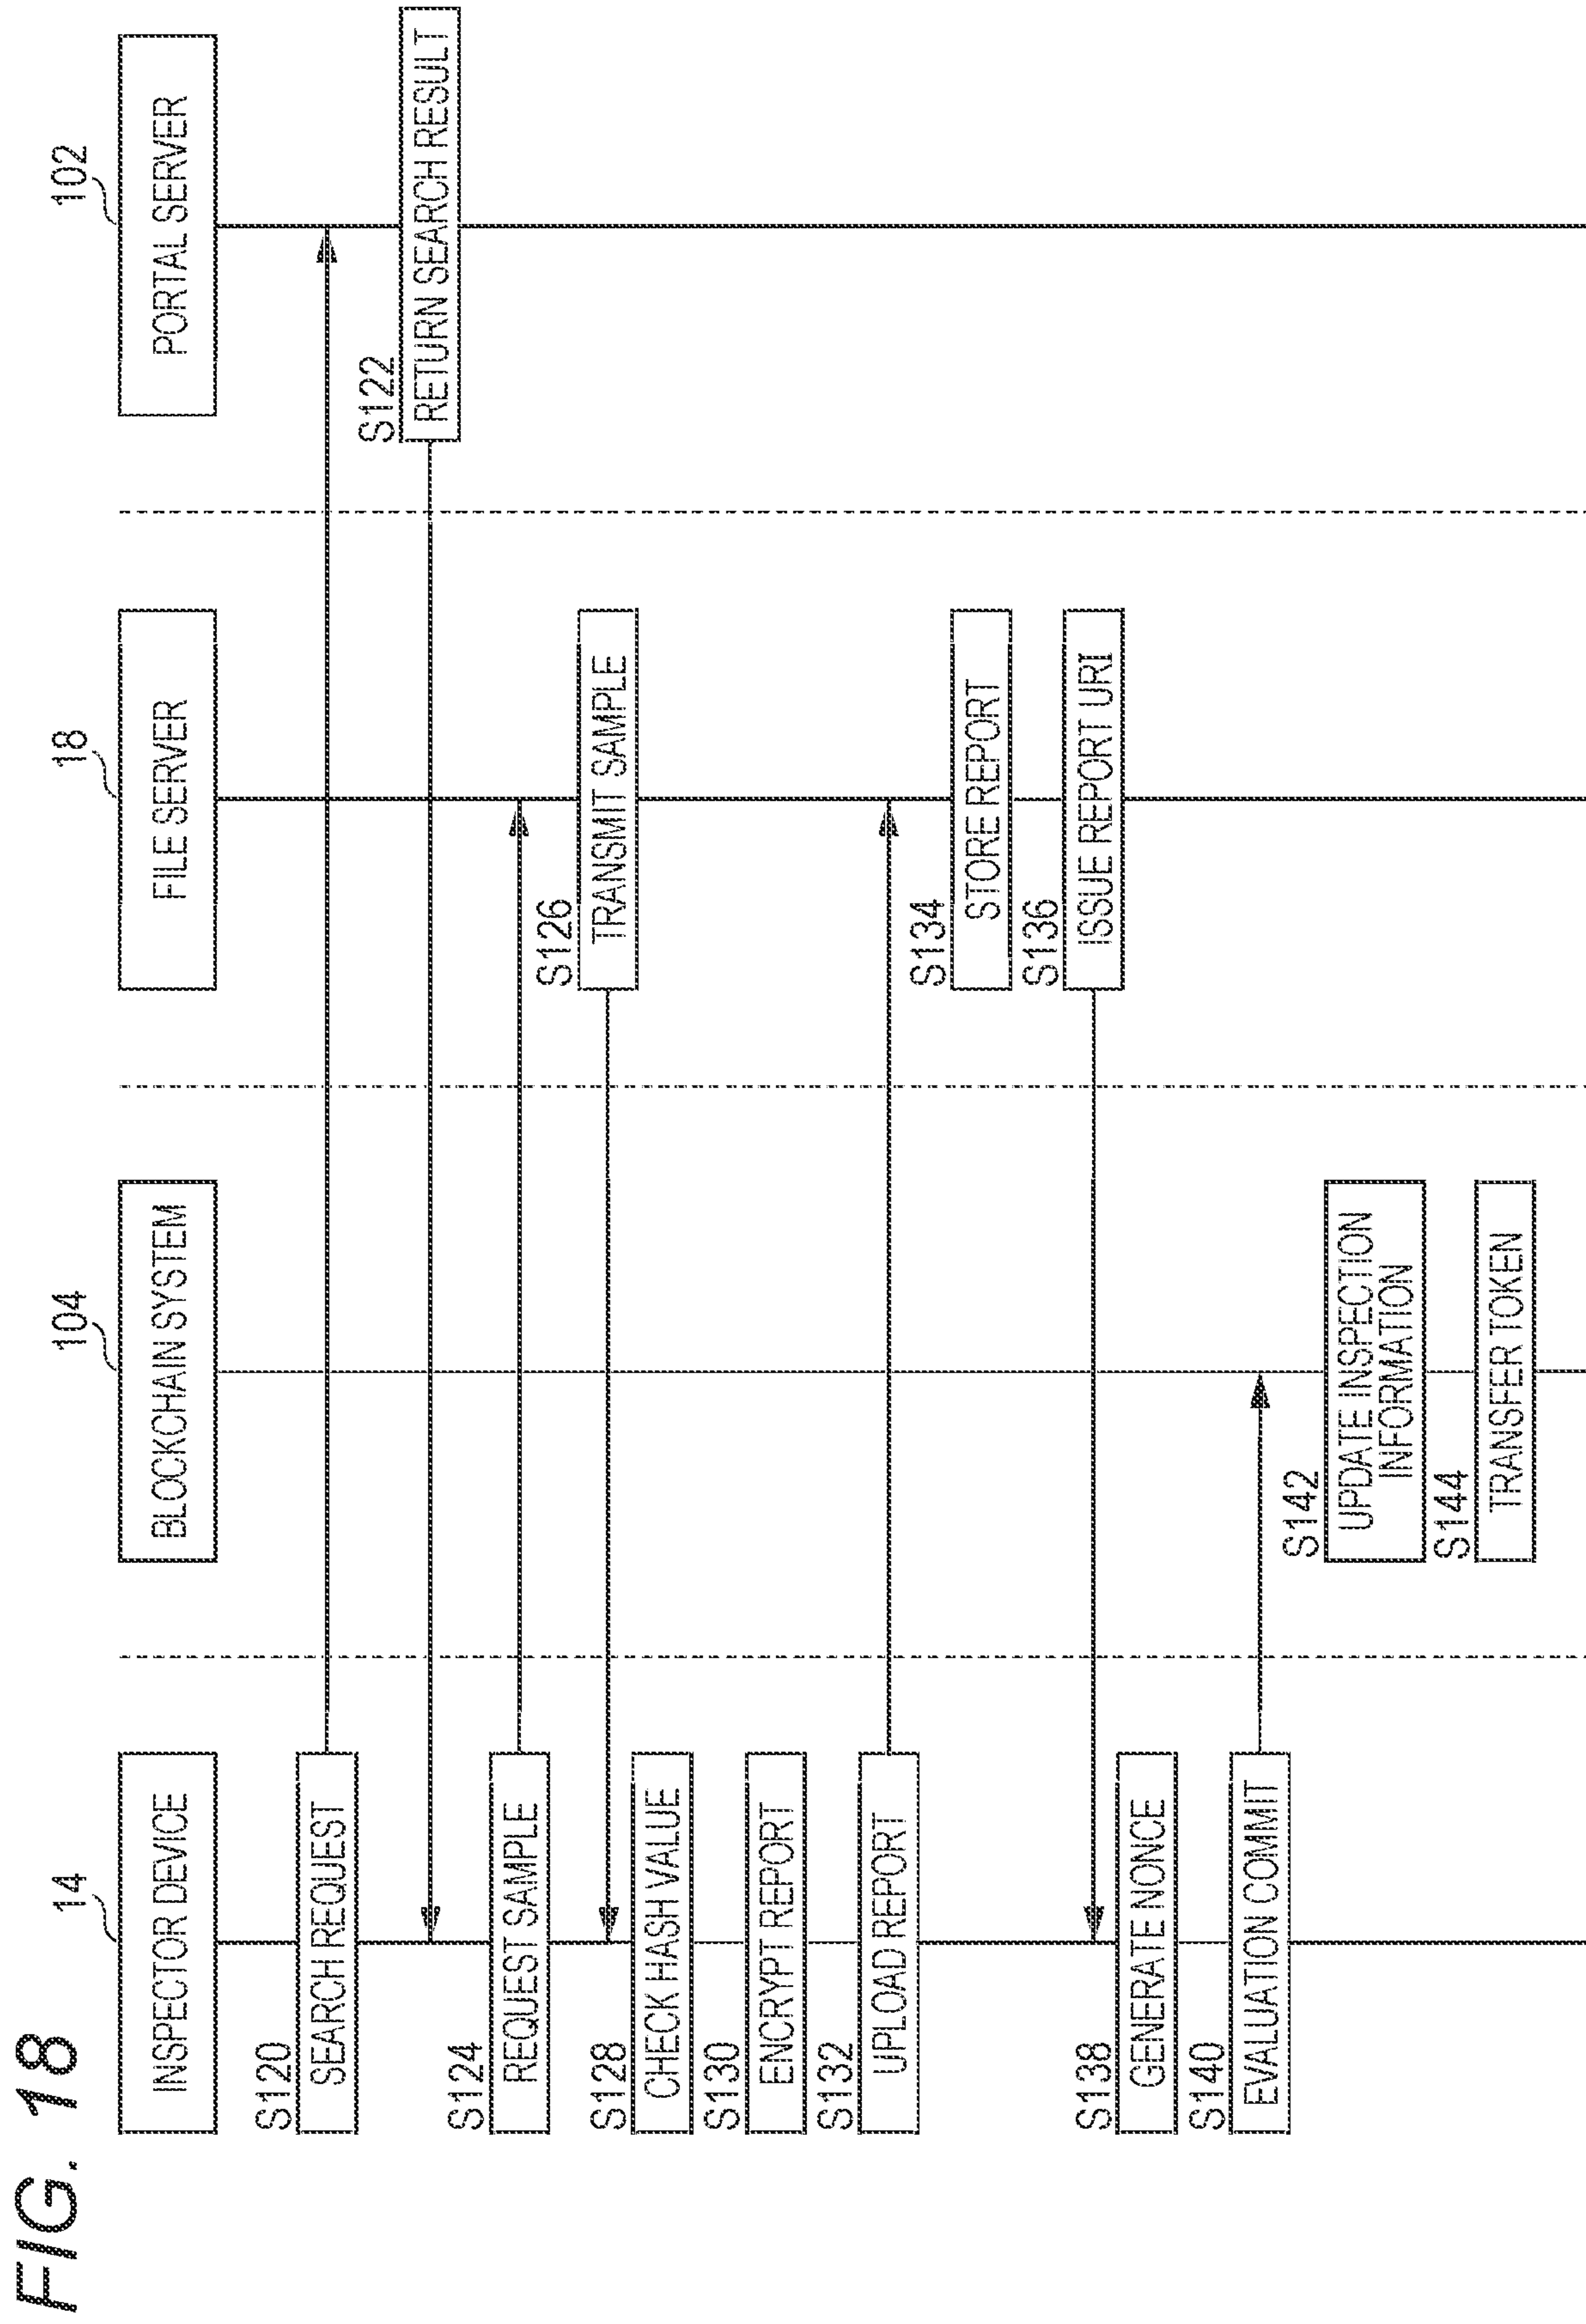 FIG. 18
14
INSPECTOR DEVICE
104
BLOCKCHAIN SYSTEM
18
FILE SERVER
102
PORTAL SERVER
S120
SEARCH REQUEST
S122
RETURN SEARCH RESULT
S124
REQUEST SAMPLE
S126
TRANSMIT SAMPLE
S128
CHECK HASH VALUE
S130
ENCRYPT REPORT
S132
UPLOAD REPORT
S134
STORE REPORT
S136
ISSUE REPORT URI
S138
GENERATE NONCE
S140
EVALUATION COMMIT
S142
UPDATE INSPECTION
INFORMATION
S144
TRANSFER TOKEN